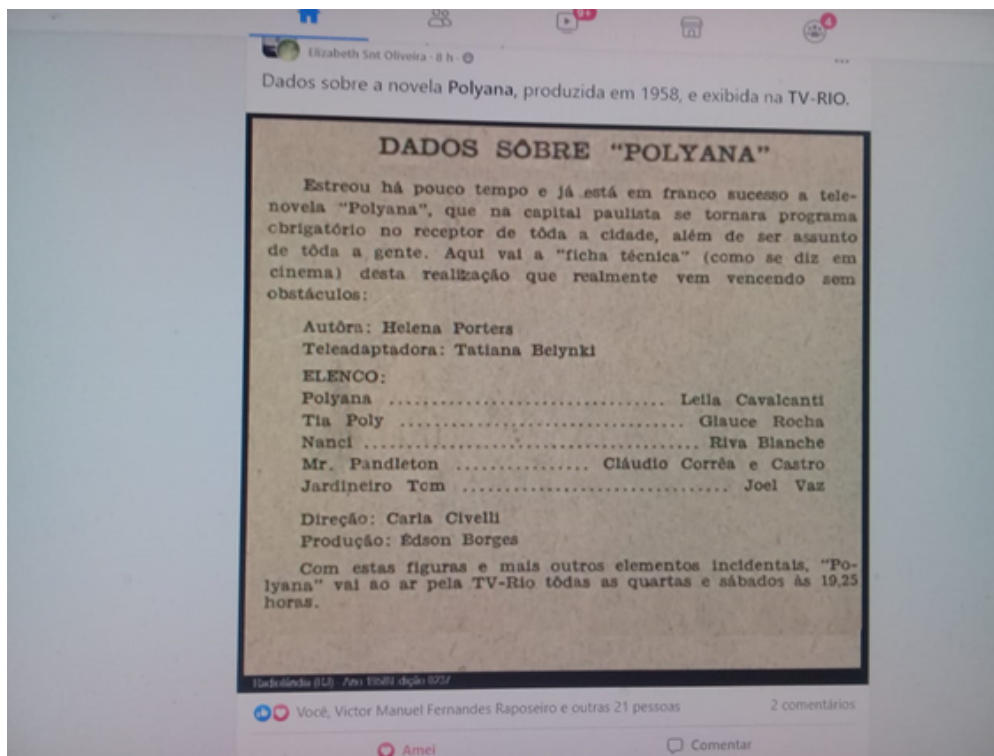 9+
4
Elizabeth Snt Oliveira · 8 h ·
Dados sobre a novela Polyana, produzida em 1958, e exibida na TV-RIO.
DADOS SÔBRE "POLYANA"
Estreou há pouco tempo e já está em franco sucesso a tele-
novela "Polyana", que na capital paulista se tornara programa
obrigatório no receptor de tôda a cidade, além de ser assunto
de tôda a gente. Aqui vai a "ficha técnica" (como se diz em
cinema) desta realização que realmente vem vencendo sem
obstáculos:
Autôra: Helena Porters
Teleadaptadora: Tatiana Belynki
ELENCO:
Polyana ................................ Leila Cavalcanti
Tia Poly ................................. Glauce Rocha
Nanci ...................................... Riva Blanche
Mr. Pandleton ............... Cláudio Corrêa e Castro
Jardineiro Tom ............................... Joel Vaz
Direção: Carla Civelli
Produção: Édson Borges
Com estas figuras e mais outros elementos incidentais, "Po-
lyana" vai ao ar pela TV-Rio tôdas as quartas e sábados às 19,25
horas.
Radiolândia (RJ) - Ano 1958
Você, Victor Manuel Fernandes Raposeiro e outras 21 pessoas
2 comentários
Amei
Comentar